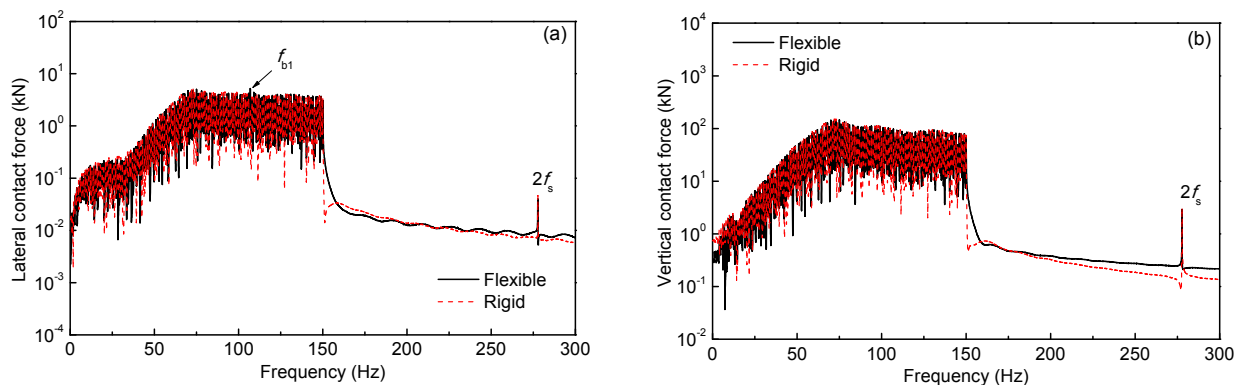 (a)
Lateral contact force (kN)
10^2
10^1
10^0
10^-1
10^-2
10^-3
10^-4
f_b1
2f_s
Flexible
Rigid
0 50 100 150 200 250 300
Frequency (Hz)
(b)
Vertical contact force (kN)
10^4
10^3
10^2
10^1
10^0
10^-1
10^-2
Flexible
Rigid
2f_s
0 50 100 150 200 250 300
Frequency (Hz)